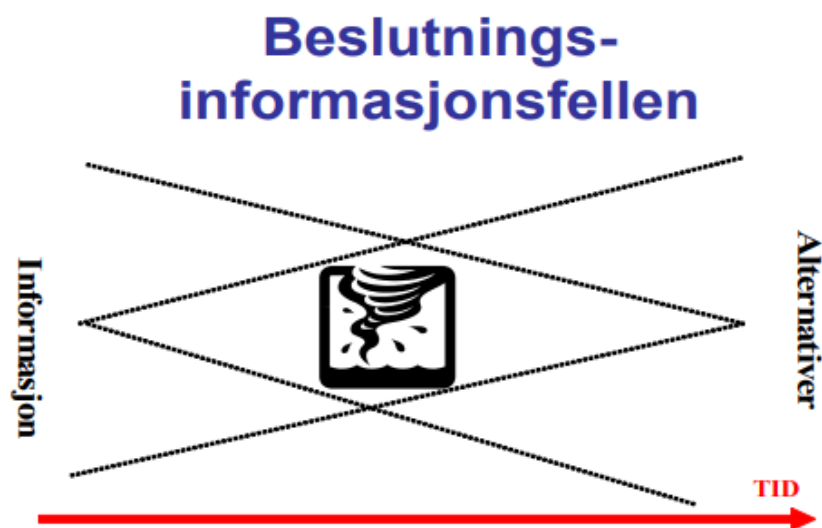 Beslutnings-
informasjonsfellen
Informasjon
Alternativer
TID